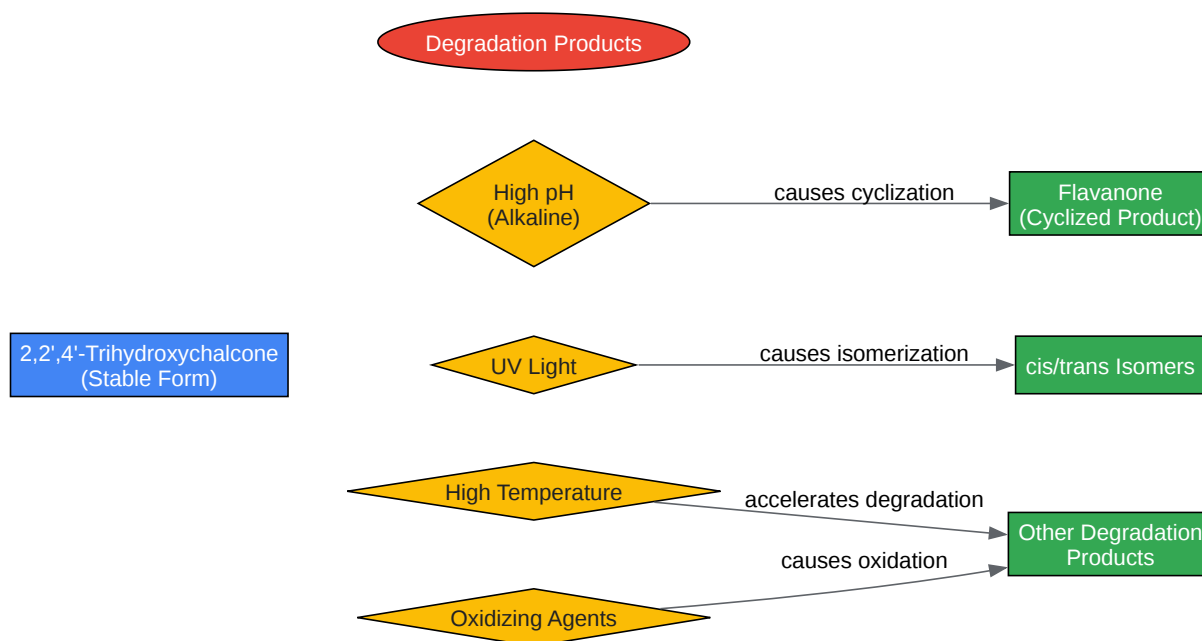 Degradation Products
High pH
(Alkaline)
causes cyclization
Flavanone
(Cyclized Product)
2,2',4'-Trihydroxychalcone
(Stable Form)
UV Light
causes isomerization
cis/trans Isomers
High Temperature
accelerates degradation
Other Degradation
Products
causes oxidation
Oxidizing Agents